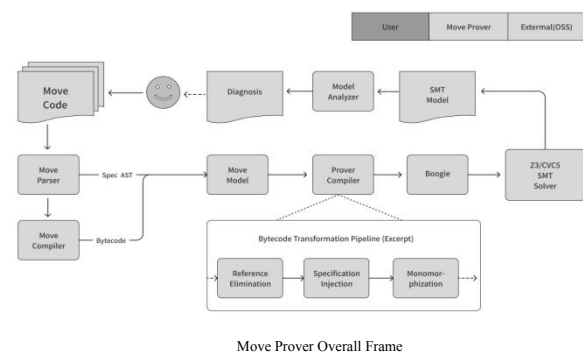 User
Move Prover
Extermal(OSS)
Move
Code
Diagnosis
Model
Analyzer
SMT
Model
Move
Parser
Spec AST
Move
Model
Prover
Compiler
Boogie
Z3/CVC5
SMT
Solver
Move
Compiler
Bytecode
Bytecode Transformation Pipeline (Excerpt)
Reference
Elimination
Specification
Injection
Monomor-
phization
Move Prover Overall Frame